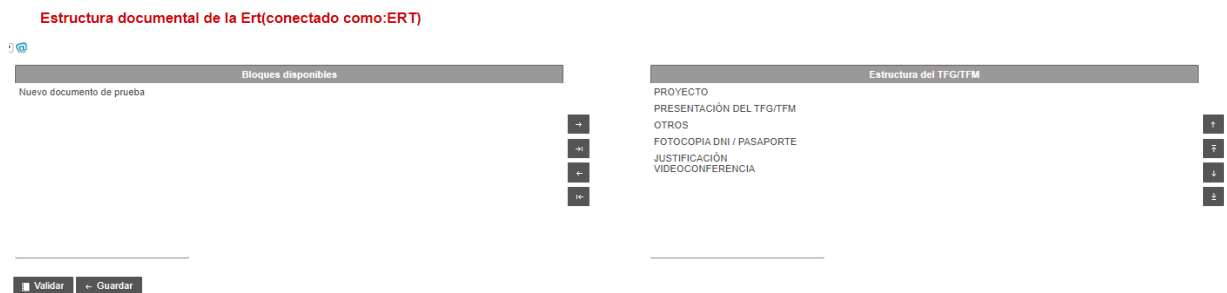 Estructura documental de la Ert(conectado como:ERT)
Bloques disponibles
Nuevo documento de prueba
Estructura del TFG/TFM
PROYECTO
PRESENTACIÓN DEL TFG/TFM
OTROS
FOTOCOPIA DNI / PASAPORTE
JUSTIFICACIÓN
VIDEOCONFERENCIA
Validar
Guardar